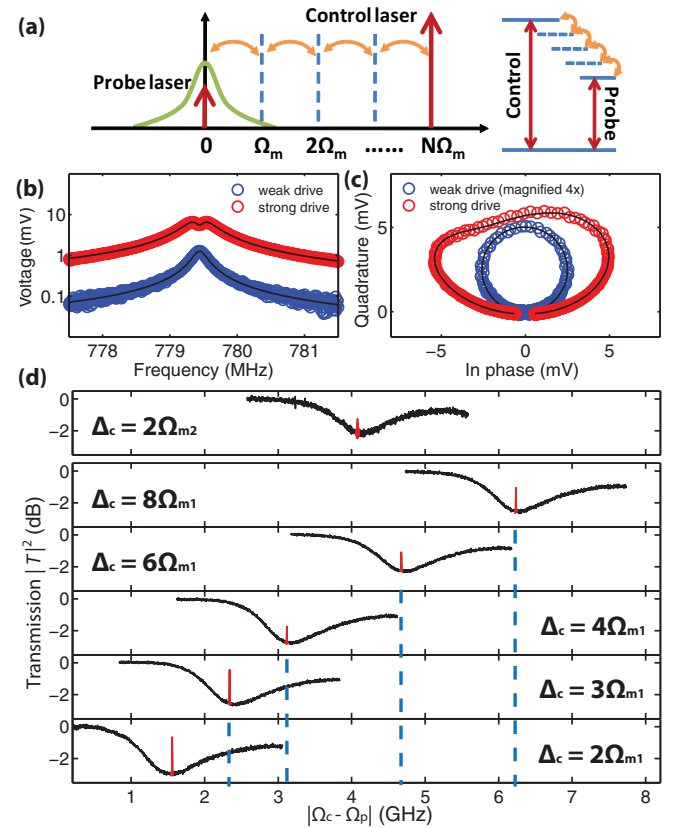 (a)
Control laser
Probe laser
0 Ωm 2Ωm ...... NΩm
Control
Probe
(b)
weak drive
strong drive
Voltage (mV)
10
1
0.1
778 779 780 781
Frequency (MHz)
(c)
weak drive (magnified 4x)
strong drive
Quadrature (mV)
5
0
−5 0 5
In phase (mV)
(d)
Transmission |T|² (dB)
0
−2
Δc = 2Ωm2
0
−2
Δc = 8Ωm1
0
−2
Δc = 6Ωm1
0
−2
Δc = 4Ωm1
0
−2
Δc = 3Ωm1
0
−2
Δc = 2Ωm1
1 2 3 4 5 6 7 8
|Ωc - Ωp| (GHz)